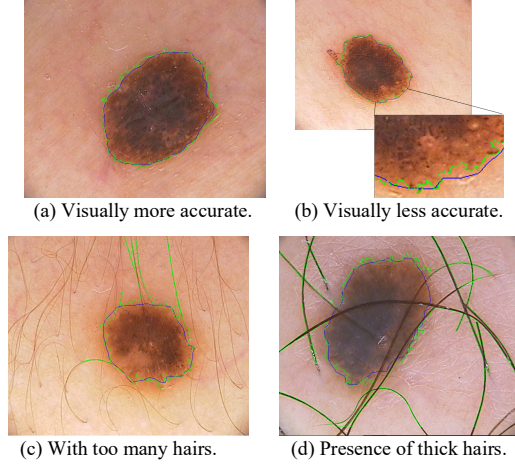 (a) Visually more accurate.
(b) Visually less accurate.
(c) With too many hairs.
(d) Presence of thick hairs.